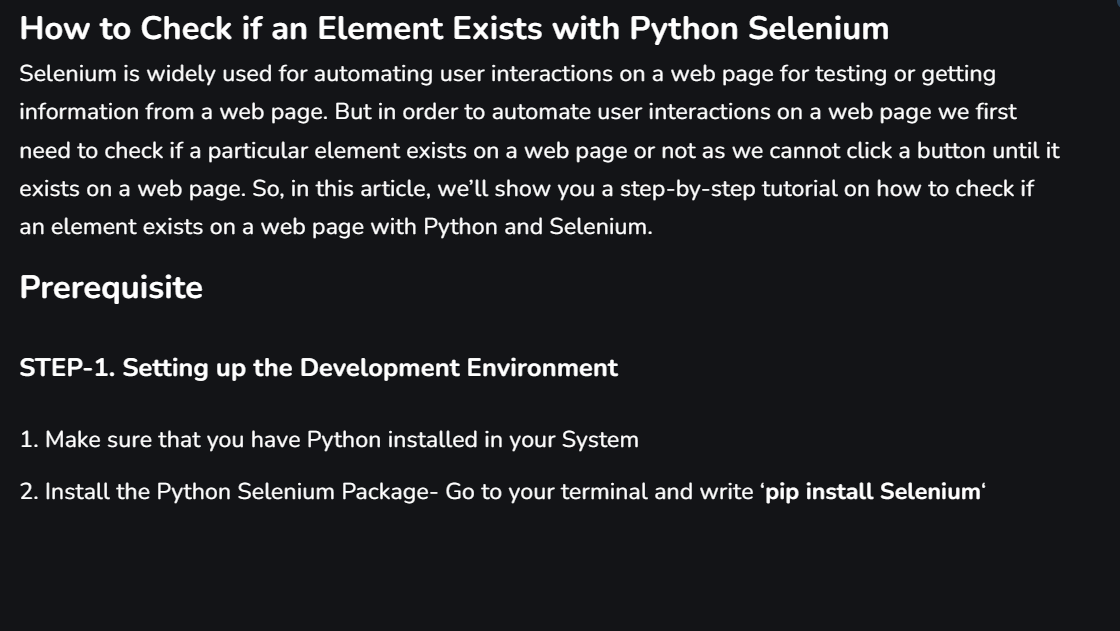 How to Check if an Element Exists with Python Selenium
Selenium is widely used for automating user interactions on a web page for testing or getting
information from a web page. But in order to automate user interactions on a web page we first
need to check if a particular element exists on a web page or not as we cannot click a button until it
exists on a web page. So, in this article, we’ll show you a step-by-step tutorial on how to check if
an element exists on a web page with Python and Selenium.
Prerequisite
STEP-1. Setting up the Development Environment
1. Make sure that you have Python installed in your System
2. Install the Python Selenium Package- Go to your terminal and write ‘pip install Selenium‘